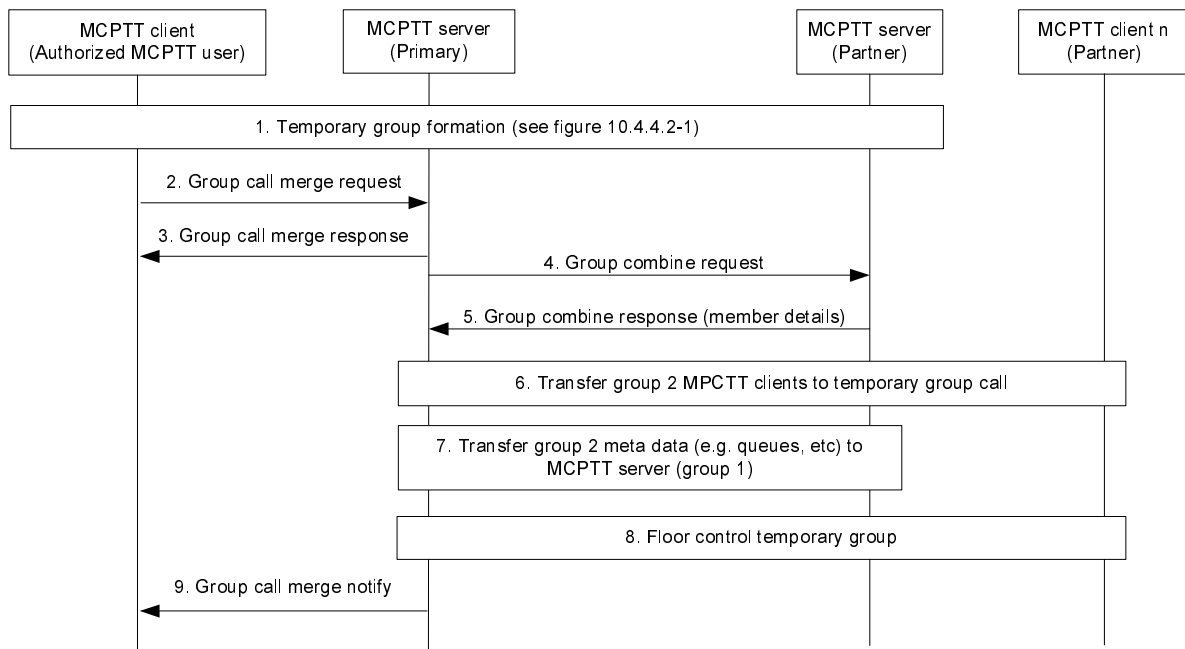 MCPTT client
(Authorized MCPTT user)
MCPTT server
(Primary)
MCPTT server
(Partner)
MCPTT client n
(Partner)
1. Temporary group formation (see figure 10.4.4.2-1)
2. Group call merge request
3. Group call merge response
4. Group combine request
5. Group combine response (member details)
6. Transfer group 2 MPCTT clients to temporary group call
7. Transfer group 2 meta data (e.g. queues, etc) to
MCPTT server (group 1)
8. Floor control temporary group
9. Group call merge notify